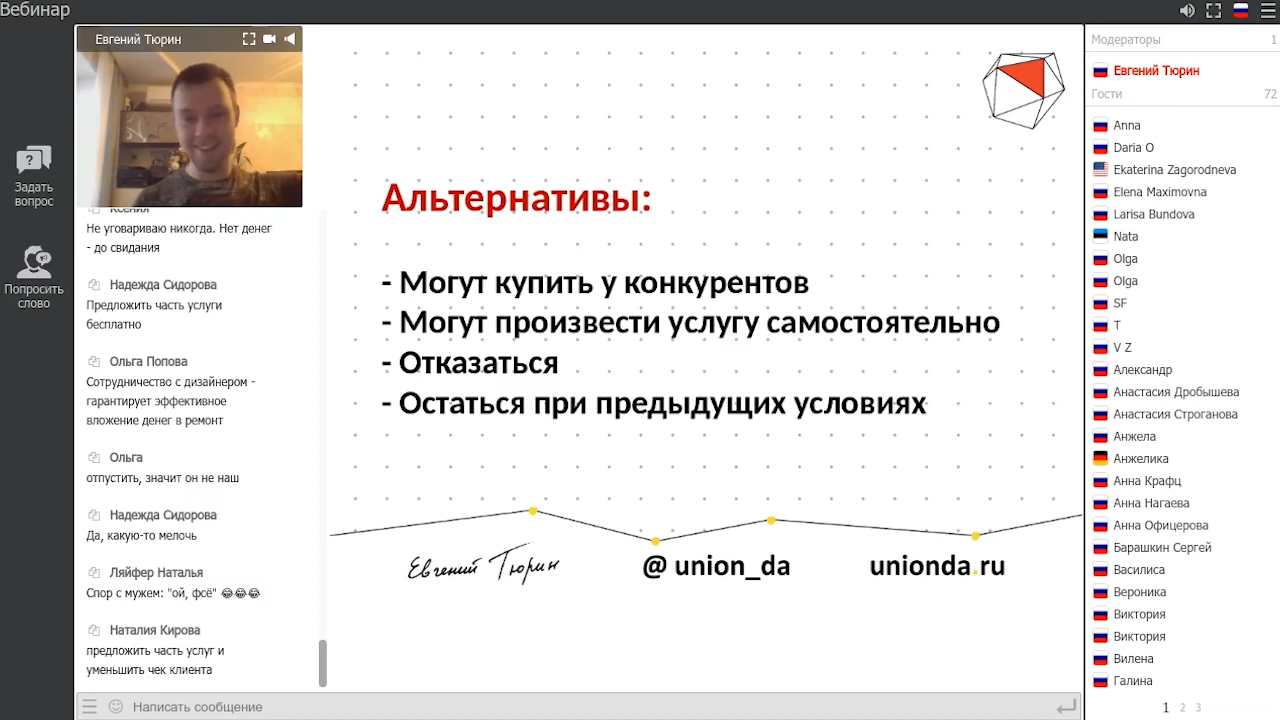 Вебинар
Евгений Тюрин
Задать
вопрос
Попросить
слово
Ксения
Не уговариваю никогда. Нет денег
- до свидания
Надежда Сидорова
Предложить часть услуги
бесплатно
Ольга Попова
Сотрудничество с дизайнером -
гарантирует эффективное
вложение денег в ремонт
Ольга
отпустить, значит он не наш
Надежда Сидорова
Да, какую-то мелочь
Ляйфер Наталья
Спор с мужем: "ой, фсё" 😂😂😂
Наталия Кирова
предложить часть услуг и
уменьшить чек клиента
Написать сообщение
Альтернативы:
- Могут купить у конкурентов
- Могут произвести услугу самостоятельно
- Отказаться
- Остаться при предыдущих условиях
Евгений Тюрин
@ union_da
unionda.ru
Модераторы 1
Евгений Тюрин
Гости 72
Anna
Daria O
Ekaterina Zagorodneva
Elena Maximovna
Larisa Bundova
Nata
Olga
Olga
SF
T
V Z
Александр
Анастасия Дробышева
Анастасия Строганова
Анжела
Анжелика
Анна Крафц
Анна Нагаева
Анна Офицерова
Барашкин Сергей
Василиса
Вероника
Виктория
Виктория
Вилена
Галина
1 2 3